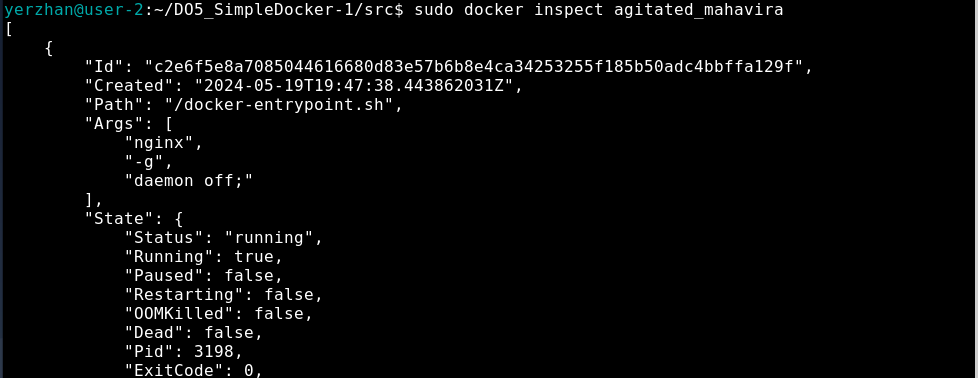 yerzhan@user-2:~/DO5_SimpleDocker-1/src$ sudo docker inspect agitated_mahavira
[
    {
        "Id": "c2e6f5e8a7085044616680d83e57b6b8e4ca34253255f185b50adc4bbffa129f",
        "Created": "2024-05-19T19:47:38.443862031Z",
        "Path": "/docker-entrypoint.sh",
        "Args": [
            "nginx",
            "-g",
            "daemon off;"
        ],
        "State": {
            "Status": "running",
            "Running": true,
            "Paused": false,
            "Restarting": false,
            "OOMKilled": false,
            "Dead": false,
            "Pid": 3198,
            "ExitCode": 0,